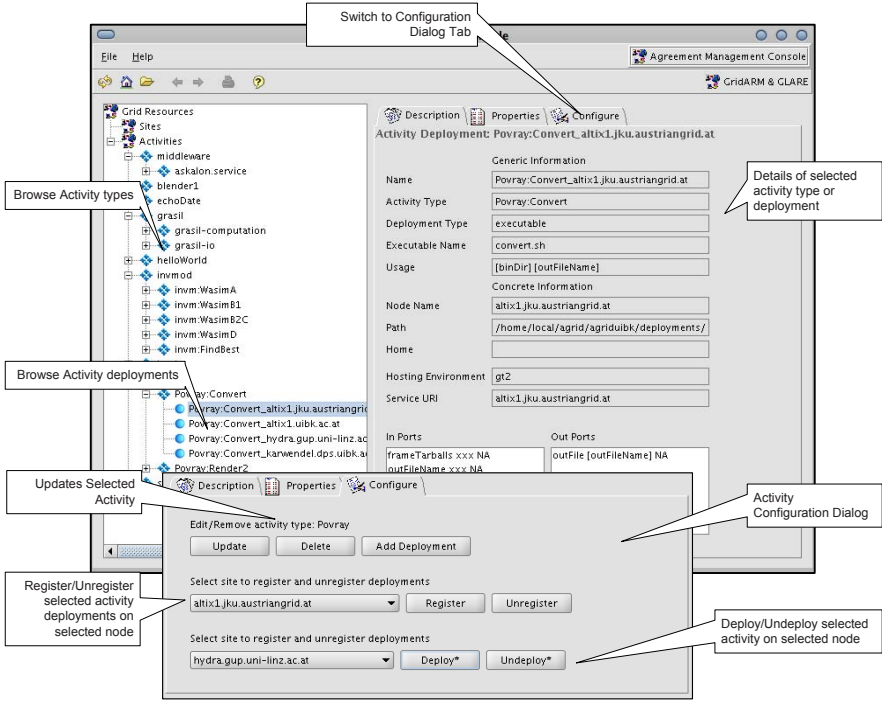 Switch to Configuration
Dialog Tab
File Help
Agreement Management Console
GridARM & GLARE
Grid Resources
Sites
Activities
middleware
askalon.service
blender1
echoDate
grasil
grasil-computation
grasil-io
helloWorld
invmod
invm:WasimA
invm:WasimB1
invm:WasimB2C
invm:WasimD
invm:FindBest
Povray:Convert
Povray:Convert_altix1.jku.austriangrid
Povray:Convert_altix1.uibk.ac.at
Povray:Convert_hydra.gup.uni-linz.ac
Povray:Convert_karwendel.dps.uibk.a
Povray:Render2
Browse Activity types
Browse Activity deployments
Description Properties Configure
Activity Deployment: Povray:Convert_altix1.jku.austriangrid.at
Generic Information
Name Povray:Convert_altix1.jku.austriangrid.at
Activity Type Povray:Convert
Deployment Type executable
Executable Name convert.sh
Usage [binDir] [outFileName]
Concrete Information
Node Name altix1.jku.austriangrid.at
Path /home/local/agrid/agriduibk/deployments/
Home
Hosting Environment gt2
Service URI altix1.jku.austriangrid.at
In Ports Out Ports
frameTarballs xxx NA
outFileName xxx NA
outFile [outFileName] NA
Details of selected
activity type or
deployment
Updates Selected
Activity
Description Properties Configure
Edit/Remove activity type: Povray
Update Delete Add Deployment
Select site to register and unregister deployments
altix1.jku.austriangrid.at Register Unregister
Select site to register and unregister deployments
hydra.gup.uni-linz.ac.at Deploy* Undeploy*
Activity
Configuration Dialog
Register/Unregister
selected activity
deployments on
selected node
Deploy/Undeploy selected
activity on selected node